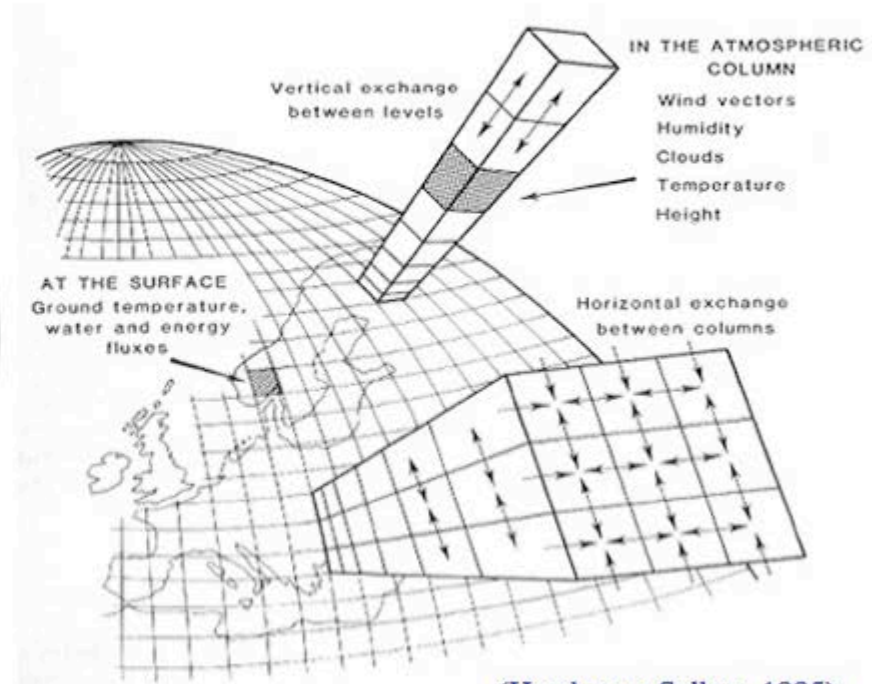 Vertical exchange
between levels
IN THE ATMOSPHERIC
COLUMN
Wind vectors
Humidity
Clouds
Temperature
Height
AT THE SURFACE
Ground temperature,
water and energy
fluxes
Horizontal exchange
between columns